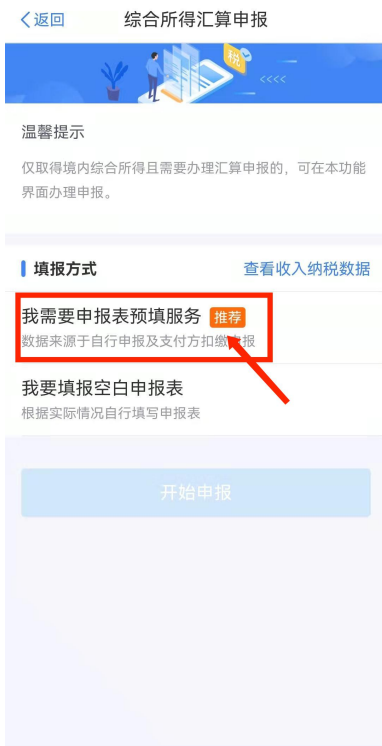 返回 综合所得汇算申报
税
温馨提示
仅取得境内综合所得且需要办理汇算申报的，可在本功能
界面办理申报。
填报方式 查看收入纳税数据
我需要申报表预填服务 推荐
数据来源于自行申报及支付方扣缴申报
我要填报空白申报表
根据实际情况自行填写申报表
开始申报